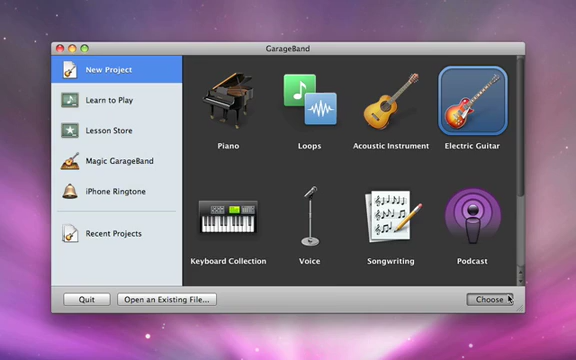 GarageBand
New Project
Learn to Play
Lesson Store
Magic GarageBand
iPhone Ringtone
Recent Projects
Piano
Loops
Acoustic Instrument
Electric Guitar
Keyboard Collection
Voice
Songwriting
Podcast
Quit
Open an Existing File...
Choose